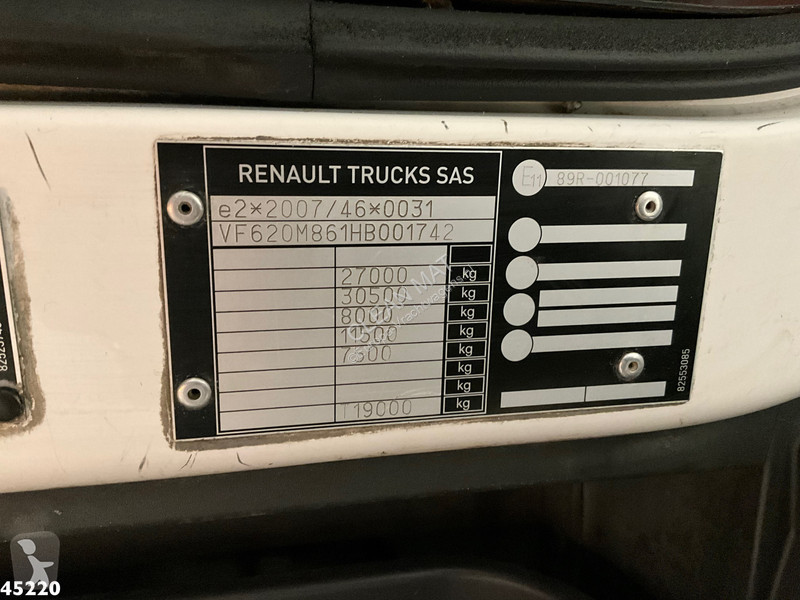 RENAULT TRUCKS SAS
e2*2007/46*0031
VF620M861HB001742
27000 kg
30500 kg
8000 kg
11500 kg
7500 kg
kg
kg
T19000 kg
E11 89R-001077
82553085
45220